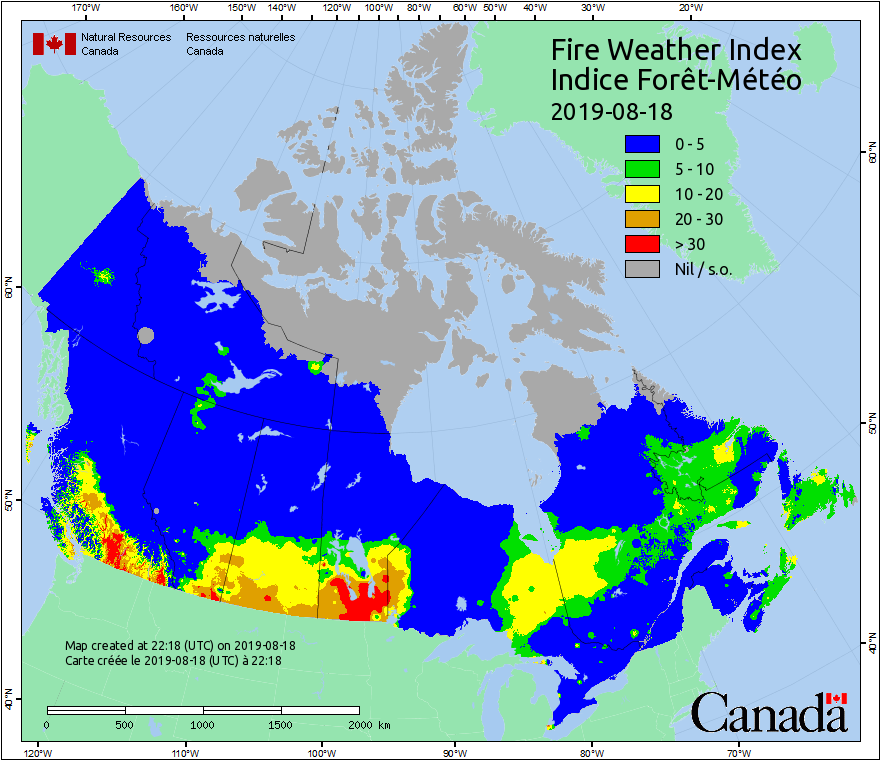 170°W 160°W 150°W 140°W 130°W 120°W 110°W 100°W 90°W 80°W 70°W 60°W 50°W 40°W 30°W 20°W
Natural Resources Canada
Ressources naturelles Canada
Fire Weather Index
Indice Forêt-Météo
2019-08-18
0 - 5
5 - 10
10 - 20
20 - 30
> 30
Nil / s.o.
60°N
50°N
40°N
60°N
50°N
40°N
Map created at 22:18 (UTC) on 2019-08-18
Carte créée le 2019-08-18 (UTC) à 22:18
0 500 1000 1500 2000 km
Canada
120°W 110°W 100°W 90°W 80°W 70°W